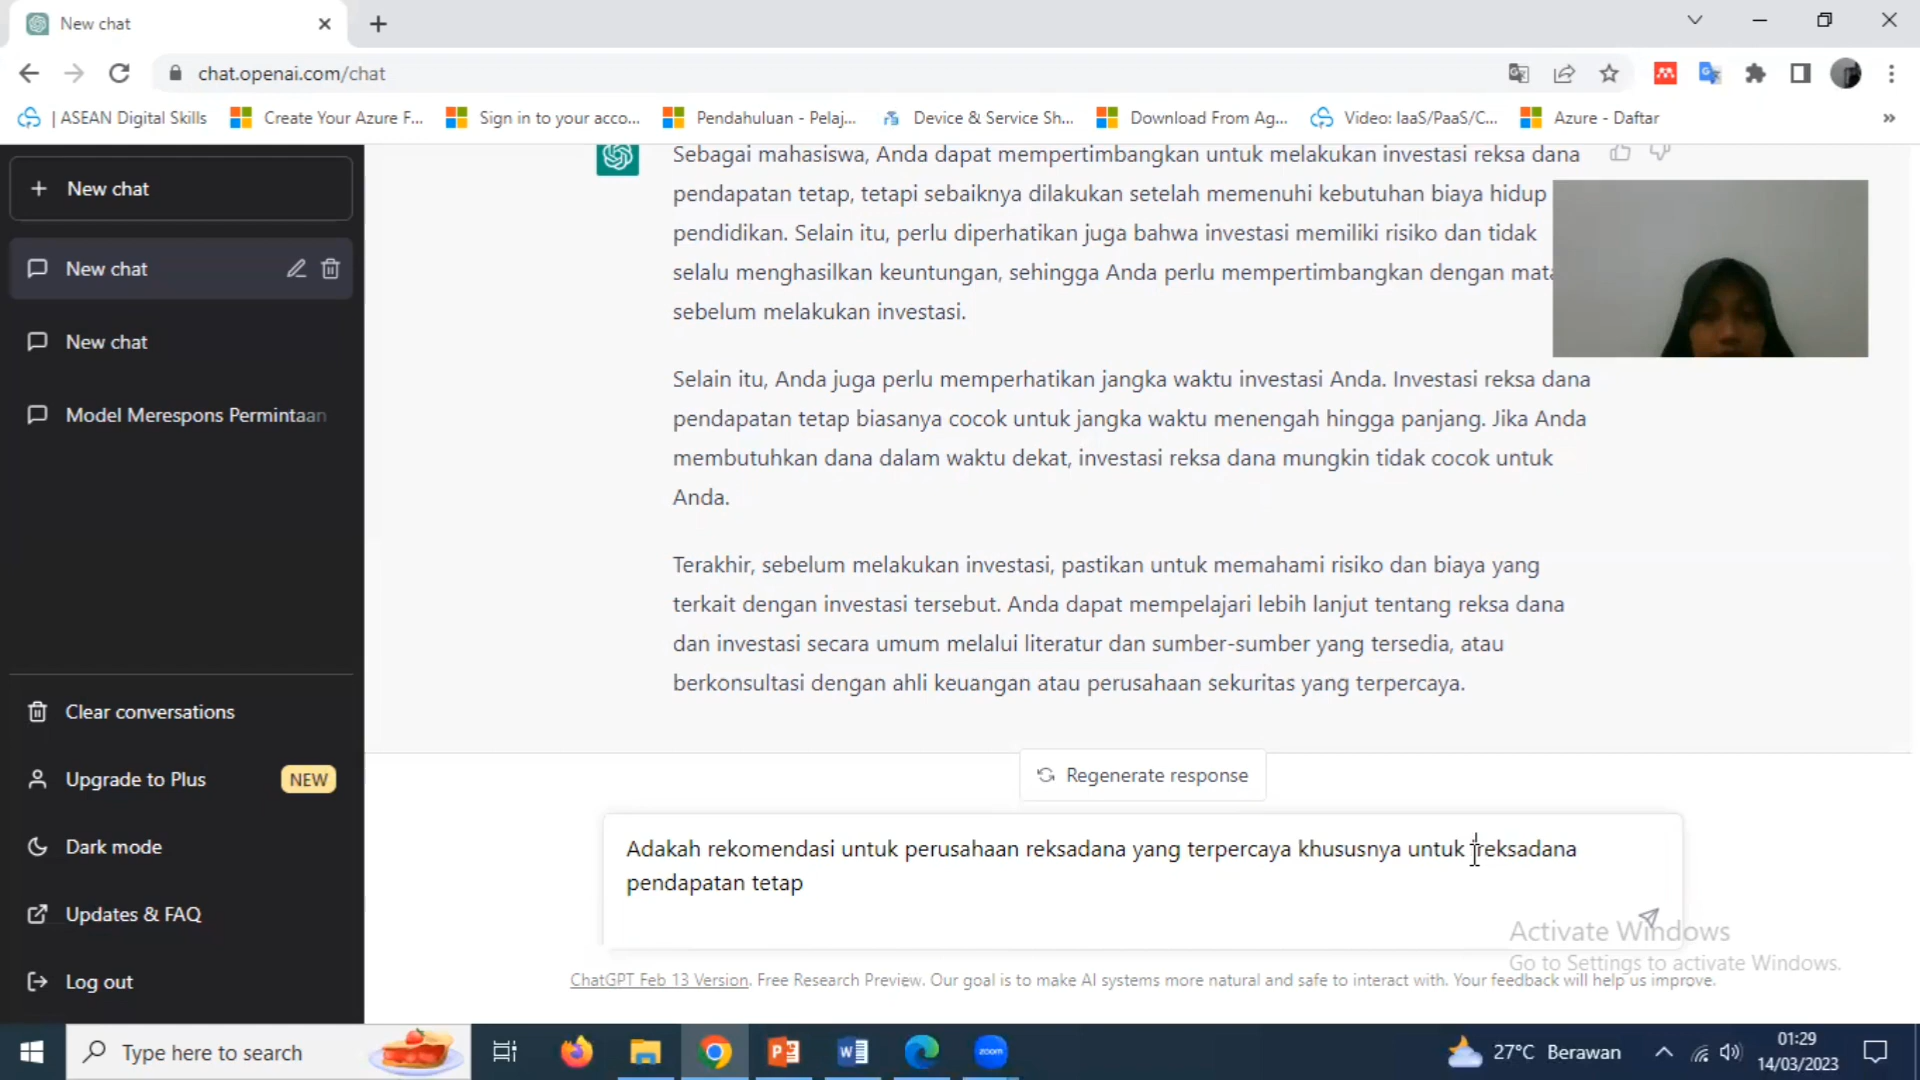 New chat
chat.openai.com/chat
| ASEAN Digital Skills
Create Your Azure F...
Sign in to your acco...
Pendahuluan - Pelaj...
Device & Service Sh...
Download From Ag...
Video: IaaS/PaaS/C...
Azure - Daftar
»
New chat
New chat
New chat
Model Merespons Permintaan
Clear conversations
Upgrade to Plus
NEW
Dark mode
Updates & FAQ
Log out
Sebagai mahasiswa, Anda dapat mempertimbangkan untuk melakukan investasi reksa dana
pendapatan tetap, tetapi sebaiknya dilakukan setelah memenuhi kebutuhan biaya hidup
pendidikan. Selain itu, perlu diperhatikan juga bahwa investasi memiliki risiko dan tidak
selalu menghasilkan keuntungan, sehingga Anda perlu mempertimbangkan dengan mata
sebelum melakukan investasi.
Selain itu, Anda juga perlu memperhatikan jangka waktu investasi Anda. Investasi reksa dana
pendapatan tetap biasanya cocok untuk jangka waktu menengah hingga panjang. Jika Anda
membutuhkan dana dalam waktu dekat, investasi reksa dana mungkin tidak cocok untuk
Anda.
Terakhir, sebelum melakukan investasi, pastikan untuk memahami risiko dan biaya yang
terkait dengan investasi tersebut. Anda dapat mempelajari lebih lanjut tentang reksa dana
dan investasi secara umum melalui literatur dan sumber-sumber yang tersedia, atau
berkonsultasi dengan ahli keuangan atau perusahaan sekuritas yang terpercaya.
Regenerate response
Adakah rekomendasi untuk perusahaan reksadana yang terpercaya khususnya untuk reksadana
pendapatan tetap
Activate Windows
Go to Settings to activate Windows.
ChatGPT Feb 13 Version. Free Research Preview. Our goal is to make AI systems more natural and safe to interact with. Your feedback will help us improve.
Type here to search
zoom
27°C Berawan
01:29
14/03/2023